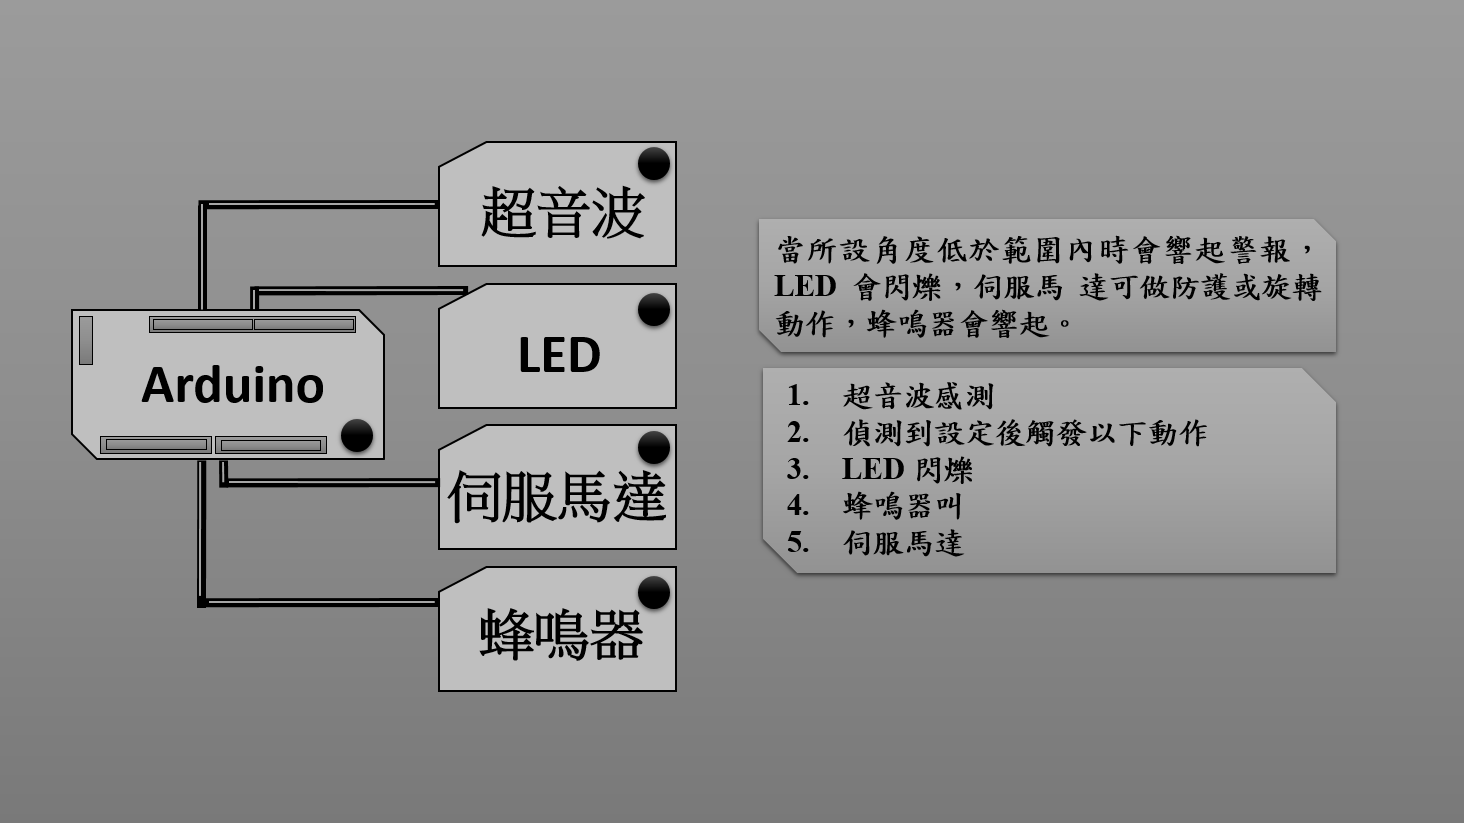 超音波
Arduino
LED
伺服馬達
蜂鳴器
當所設角度低於範圍內時會響起警報，
LED 會閃爍，伺服馬 達可做防護或旋轉
動作，蜂鳴器會響起。
1. 超音波感測
2. 偵測到設定後觸發以下動作
3. LED 閃爍
4. 蜂鳴器叫
5. 伺服馬達